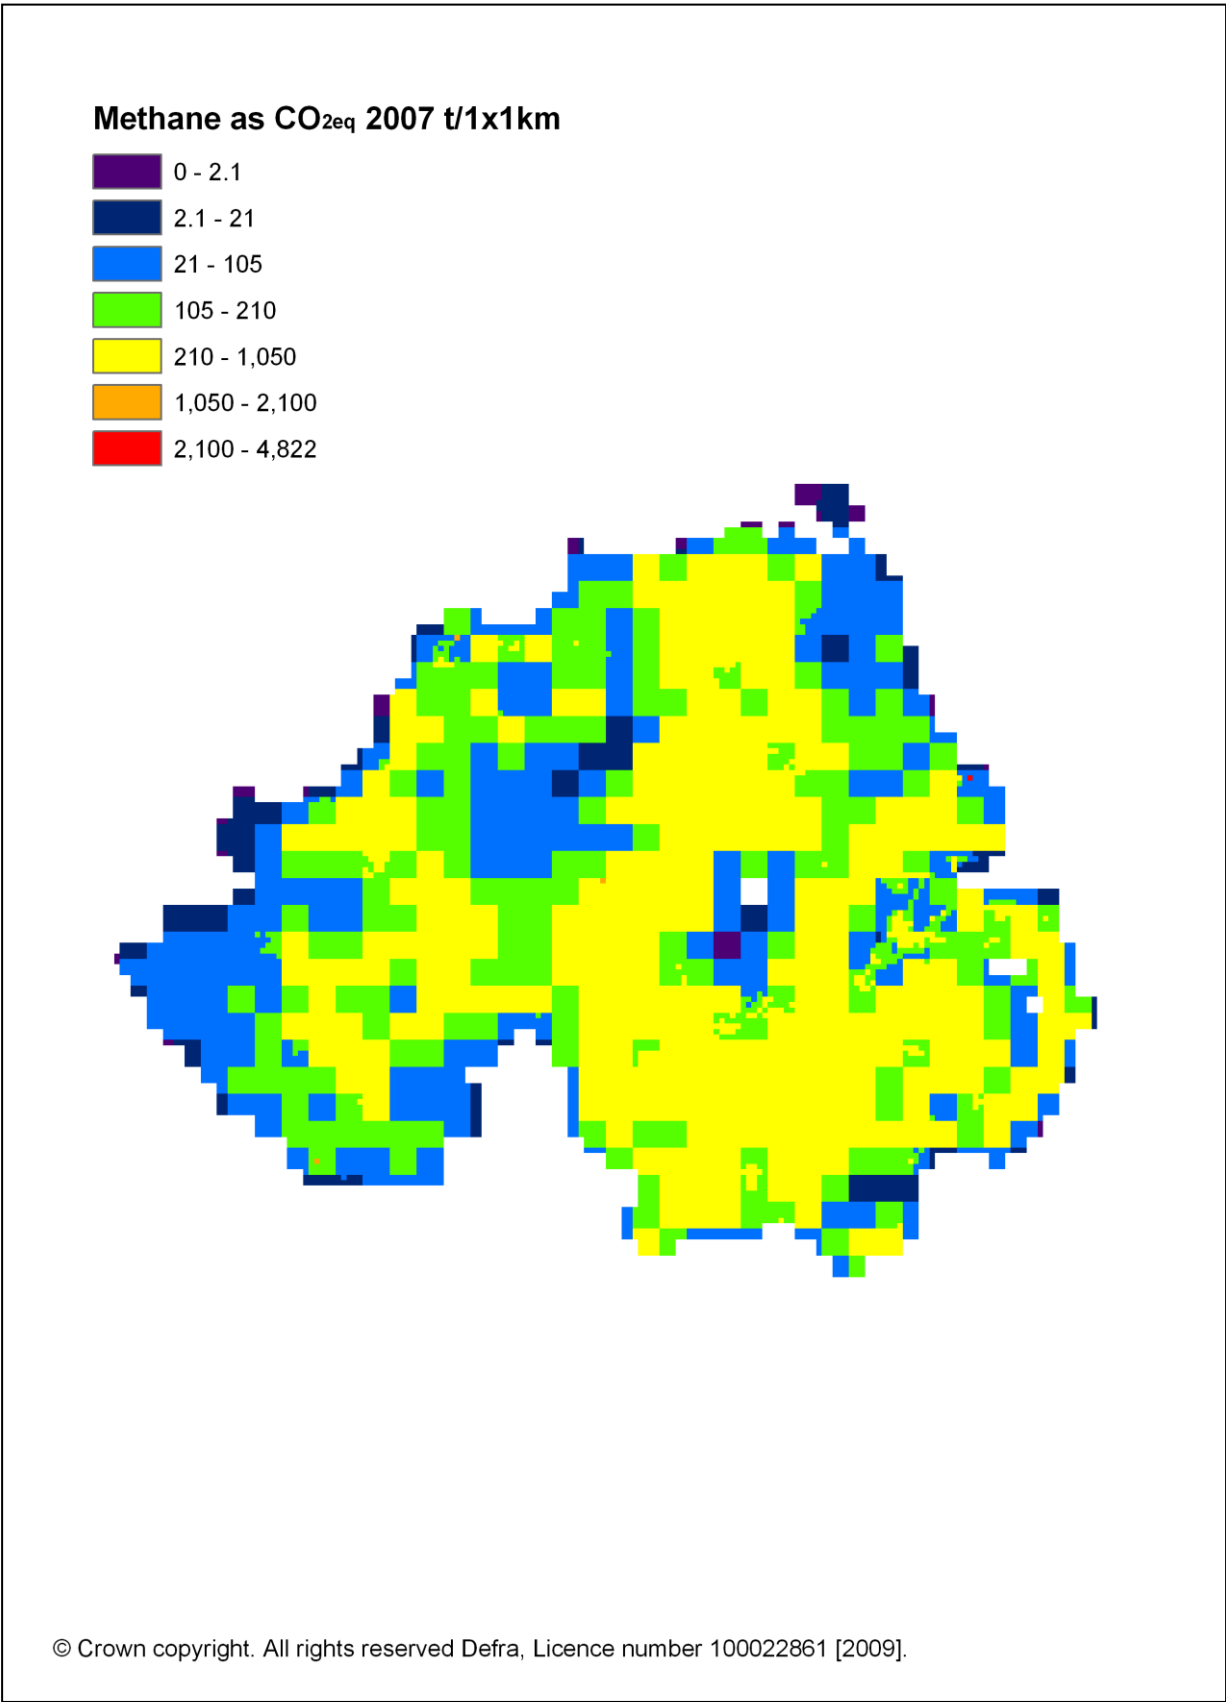 Methane as CO2eq 2007 t/1x1km
0 - 2.1
2.1 - 21
21 - 105
105 - 210
210 - 1,050
1,050 - 2,100
2,100 - 4,822
© Crown copyright. All rights reserved Defra, Licence number 100022861 [2009].